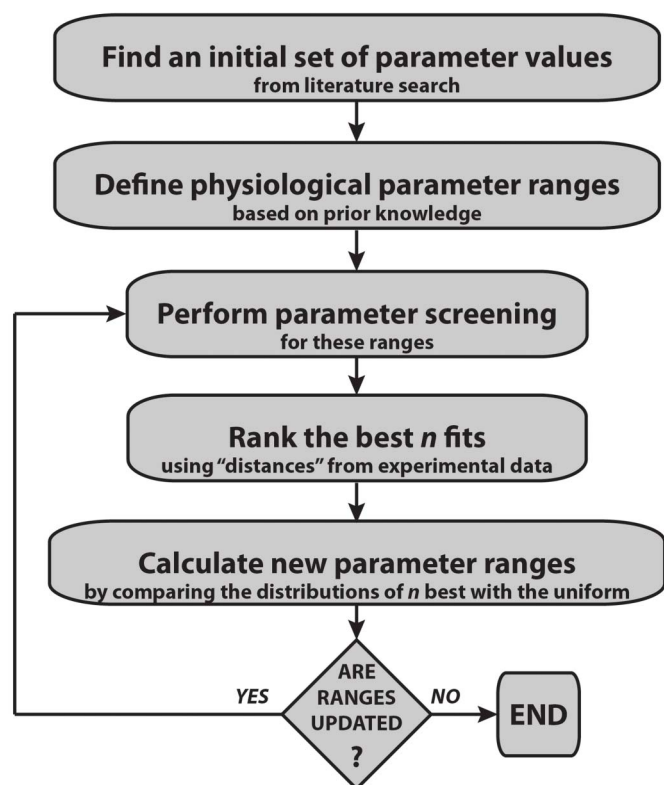 Find an initial set of parameter values
from literature search
Define physiological parameter ranges
based on prior knowledge
Perform parameter screening
for these ranges
Rank the best n fits
using “distances” from experimental data
Calculate new parameter ranges
by comparing the distributions of n best with the uniform
YES
ARE
RANGES
UPDATED
?
NO
END